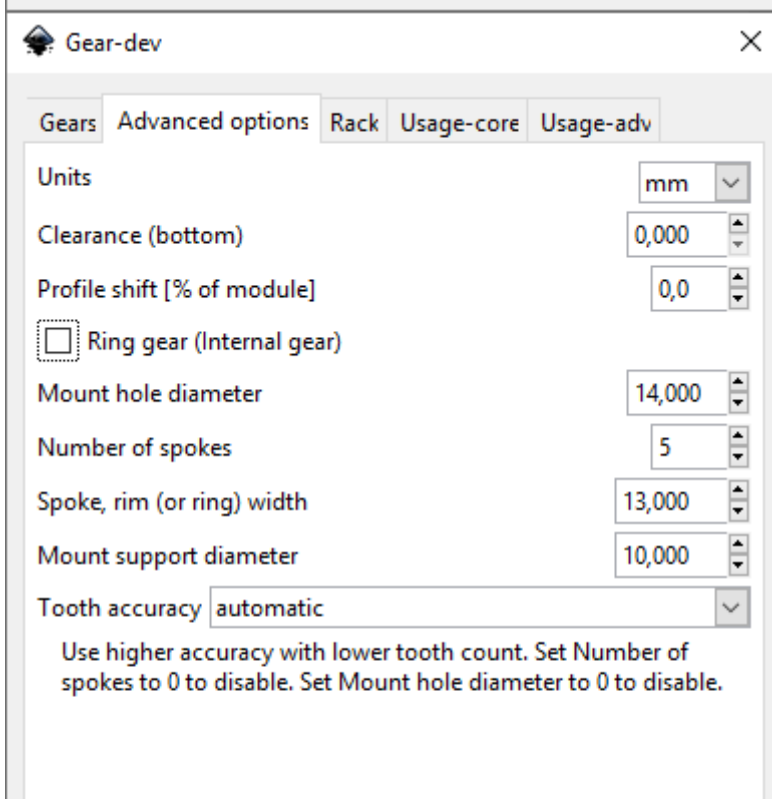 Gear-dev
Gears Advanced options Rack Usage-core Usage-adv
Units mm
Clearance (bottom) 0,000
Profile shift [% of module] 0,0
Ring gear (Internal gear)
Mount hole diameter 14,000
Number of spokes 5
Spoke, rim (or ring) width 13,000
Mount support diameter 10,000
Tooth accuracy automatic
Use higher accuracy with lower tooth count. Set Number of
spokes to 0 to disable. Set Mount hole diameter to 0 to disable.